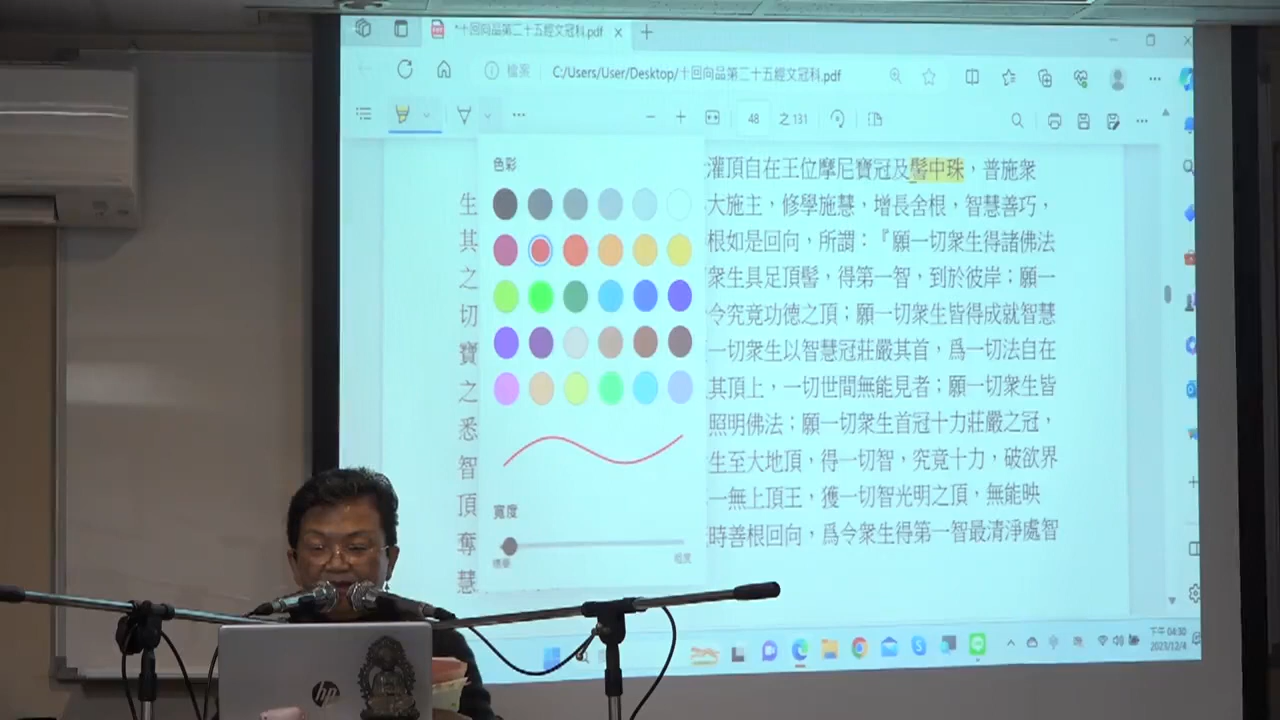 *十回向品第二十五經文冠科.pdf
檔案 C:/Users/User/Desktop/十回向品第二十五經文冠科.pdf
48 之 131
色彩
寬度
灌頂自在王位摩尼寶冠及髻中珠，普施衆
生 大施主，修學施慧，增長舍根，智慧善巧，
其 根如是回向，所謂：『願一切衆生得諸佛法
之 衆生具足頂髻，得第一智，到於彼岸；願一
切 令究竟功德之頂；願一切衆生皆得成就智慧
寶 一切衆生以智慧冠莊嚴其首，爲一切法自在
之 其頂上，一切世間無能見者；願一切衆生皆
悉 照明佛法；願一切衆生首冠十力莊嚴之冠，
智 生至大地頂，得一切智，究竟十力，破欲界
頂 一無上頂王，獲一切智光明之頂，無能映
奪 時善根回向，爲令衆生得第一智最清淨處智
慧
下午 04:30
2023/12/4
hp